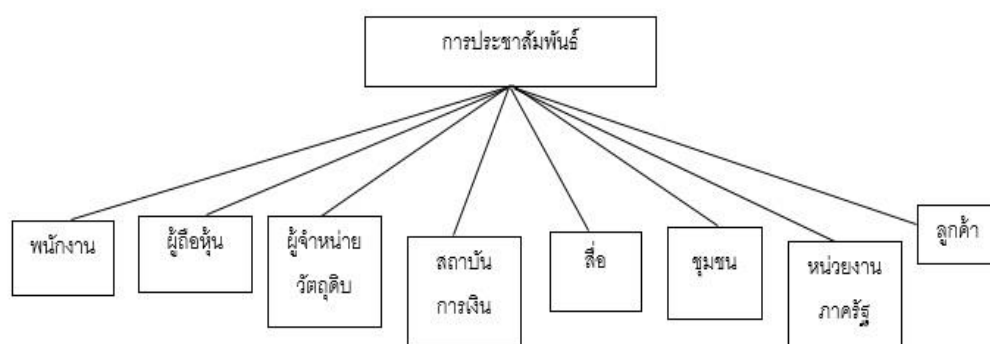 การประชาสัมพันธ์
พนักงาน
ผู้ถือหุ้น
ผู้จำหน่าย
วัตถุดิบ
สถาบัน
การเงิน
สื่อ
ชุมชน
หน่วยงาน
ภาครัฐ
ลูกค้า